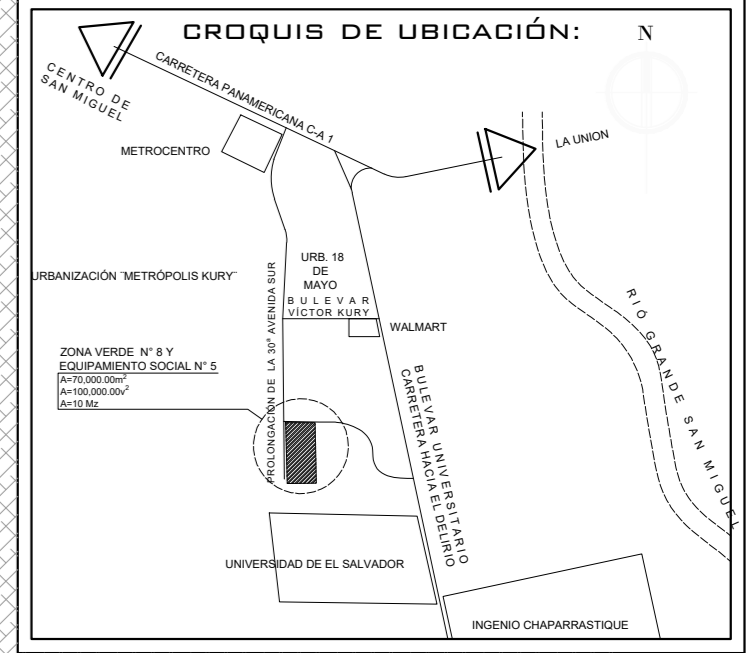 CROQUIS DE UBICACIÓN:
N
CENTRO DE
SAN MIGUEL
CARRETERA PANAMERICANA C-A 1
LA UNION
METROCENTRO
URBANIZACIÓN ¨METRÓPOLIS KURY¨
URB. 18
DE
MAYO
BULEVAR
VÍCTOR KURY
WALMART
PROLONGACIÓN DE LA 30ª AVENIDA SUR
RIÓ GRANDE SAN MIGUEL
ZONA VERDE N° 8 Y
EQUIPAMIENTO SOCIAL N° 5
A=70,000.00m²
A=100,000.00v²
A=10 Mz
BULEVAR UNIVERSITARIO
CARRETERA HACIA EL DELIRIO
UNIVERSIDAD DE EL SALVADOR
INGENIO CHAPARRASTIQUE